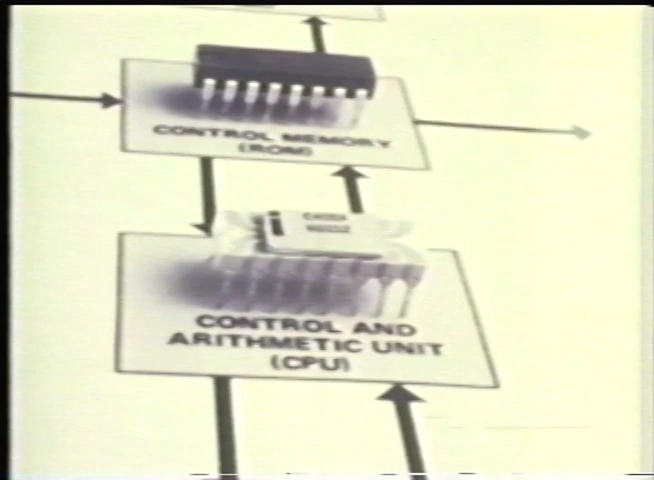 CONTROL MEMORY
(ROM)
CONTROL AND
ARITHMETIC UNIT
(CPU)